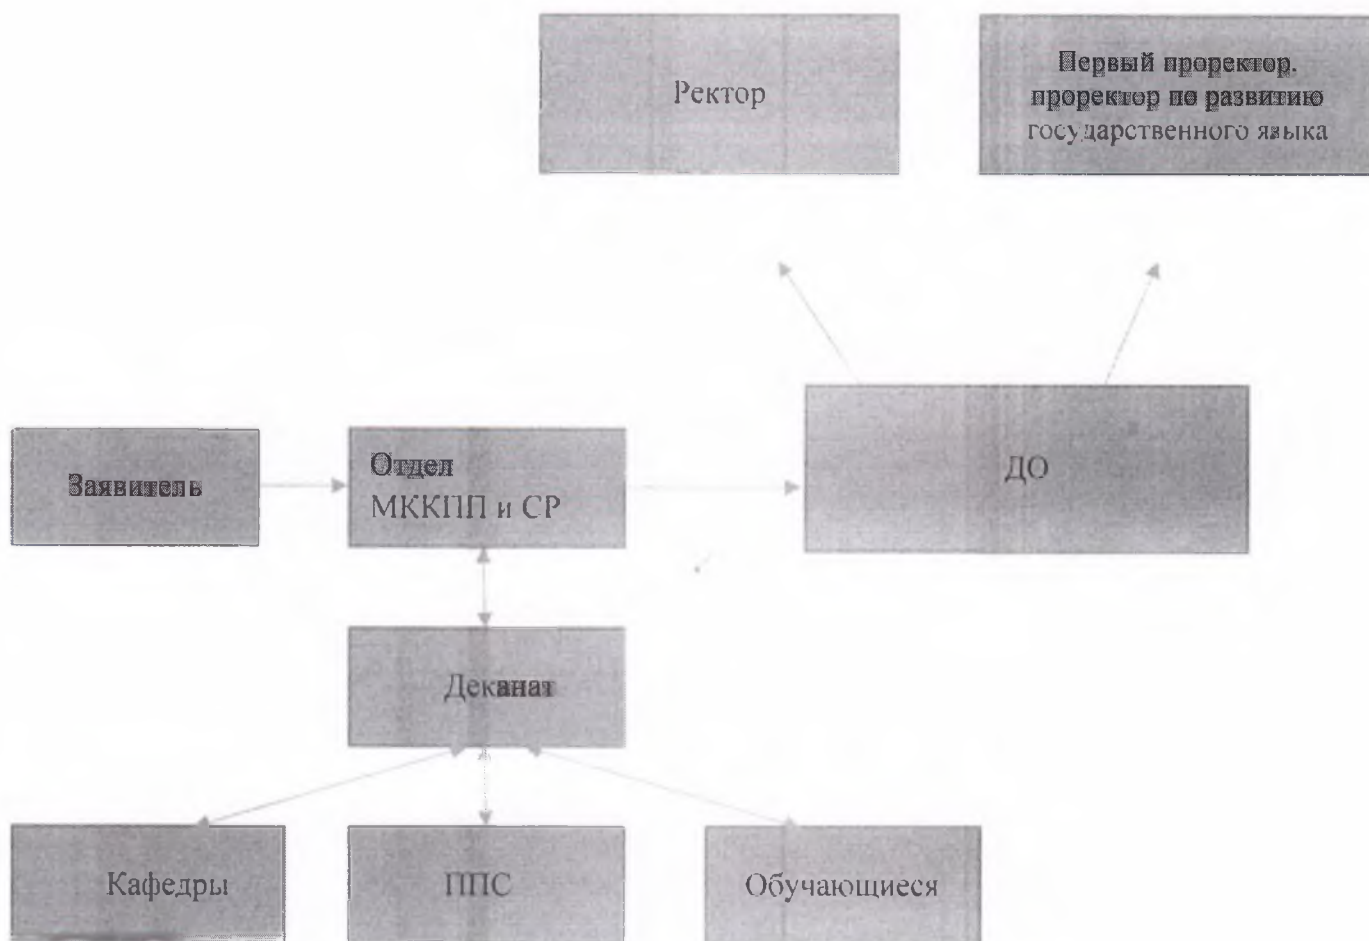 Ректор
Первый проректор.
проректор по развитию
государственного языка
Заявитель
Отдел
МККПП и СР
ДО
Деканат
Кафедры
ППС
Обучающиеся